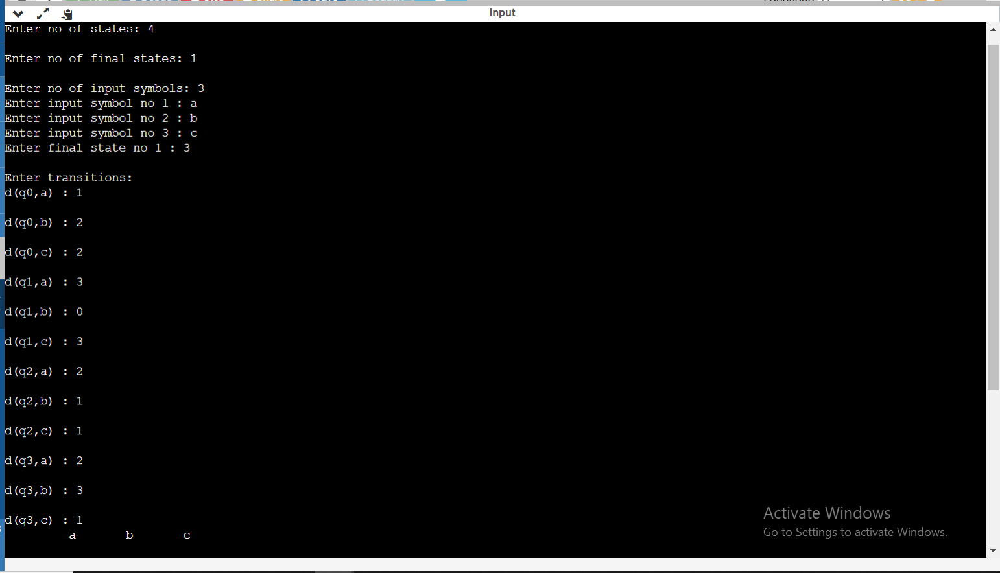 input
Enter no of states: 4
Enter no of final states: 1
Enter no of input symbols: 3
Enter input symbol no 1 : a
Enter input symbol no 2 : b
Enter input symbol no 3 : c
Enter final state no 1 : 3
Enter transitions:
d(q0,a) : 1
d(q0,b) : 2
d(q0,c) : 2
d(q1,a) : 3
d(q1,b) : 0
d(q1,c) : 3
d(q2,a) : 2
d(q2,b) : 1
d(q2,c) : 1
d(q3,a) : 2
d(q3,b) : 3
d(q3,c) : 1
a b c
Activate Windows
Go to Settings to activate Windows.